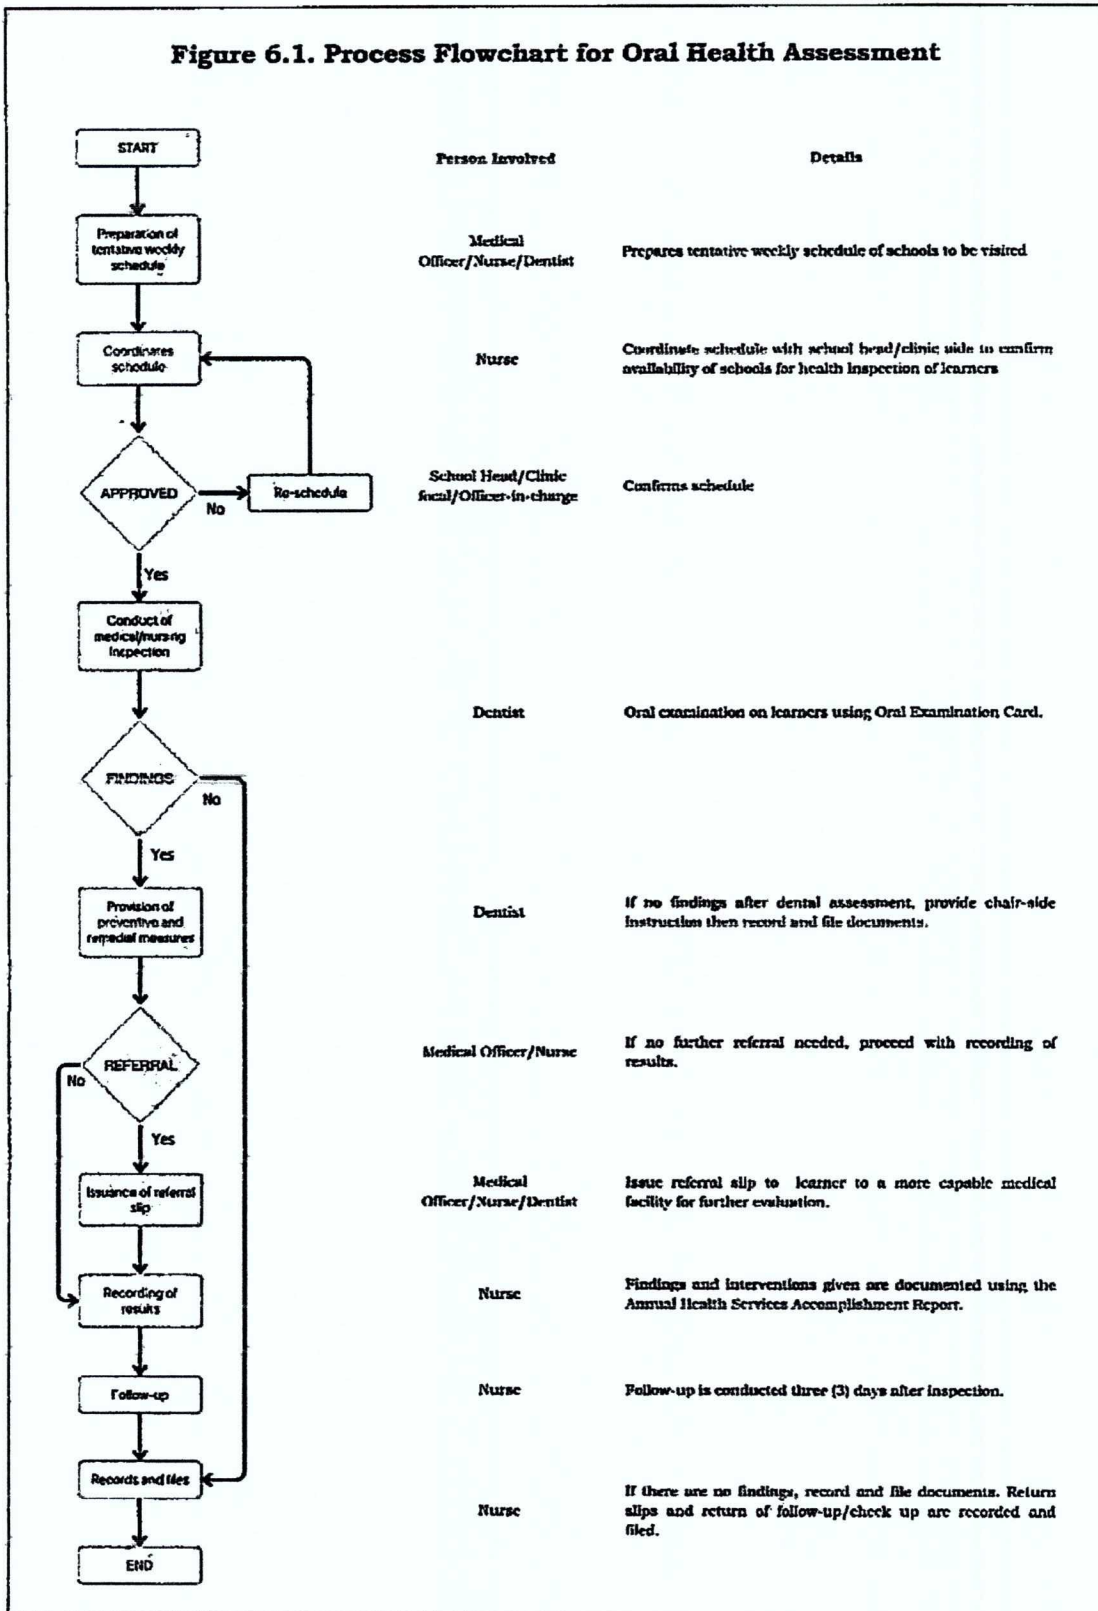 Figure 6.1. Process Flowchart for Oral Health Assessment
START
Person Involved
Details
Preparation of
tentative weekly
schedule
Medical
Officer/Nurse/Dentist
Prepares tentative weekly schedule of schools to be visited
Coordinates
schedule
Nurse
Coordinate schedule with school head/clinic aide to confirm
availability of schools for health inspection of learners
APPROVED
No
Re-schedule
School Head/Clinic
focal/Officer-in-charge
Confirms schedule
Yes
Conduct of
medical/nursing
Inspection
Dentist
Oral examination on learners using Oral Examination Card.
FINDINGS
No
Yes
Provision of
preventive and
remedial measures
Dentist
If no findings after dental assessment, provide chair-side
instruction then record and file documents.
REFERRAL
No
Medical Officer/Nurse
If no further referral needed, proceed with recording of
results.
Yes
Issuance of referral
slip
Medical
Officer/Nurse/Dentist
Issue referral slip to learner to a more capable medical
facility for further evaluation.
Recording of
results
Nurse
Findings and interventions given are documented using the
Annual Health Services Accomplishment Report.
Follow-up
Nurse
Follow-up is conducted three (3) days after inspection.
Records and files
Nurse
If there are no findings, record and file documents. Return
slips and return of follow-up/check up are recorded and
filed.
END